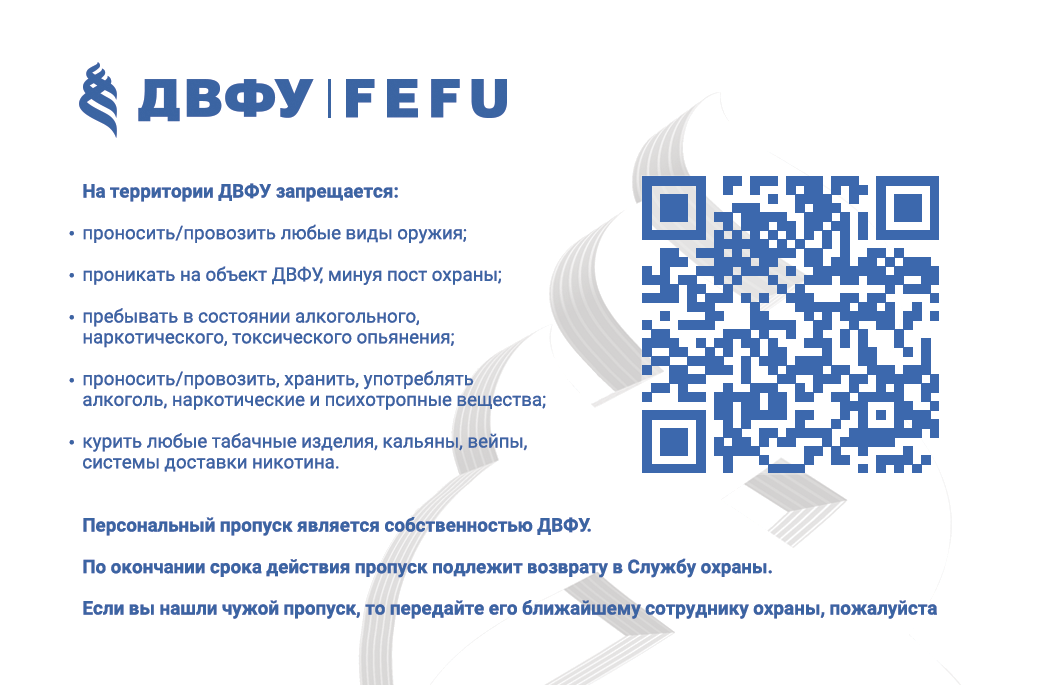 ДВФУ | FEFU
На территории ДВФУ запрещается:
• проносить/провозить любые виды оружия;
• проникать на объект ДВФУ, минуя пост охраны;
• пребывать в состоянии алкогольного,
наркотического, токсического опьянения;
• проносить/провозить, хранить, употреблять
алкоголь, наркотические и психотропные вещества;
• курить любые табачные изделия, кальяны, вейпы,
системы доставки никотина.
Персональный пропуск является собственностью ДВФУ.
По окончании срока действия пропуск подлежит возврату в Службу охраны.
Если вы нашли чужой пропуск, то передайте его ближайшему сотруднику охраны, пожалуйста